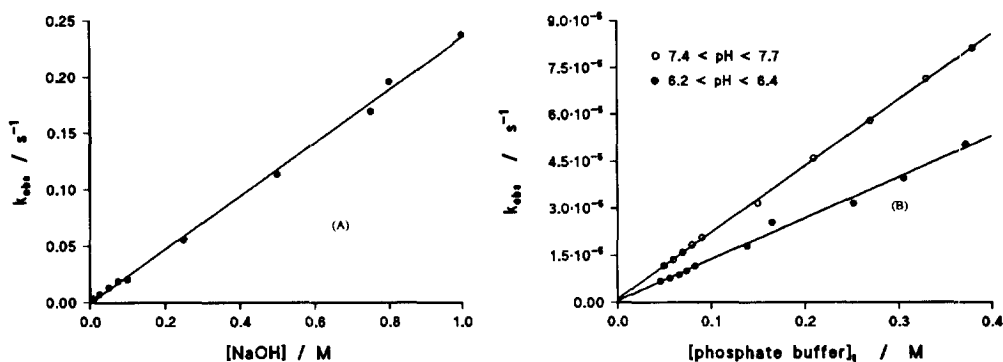 0.25
0.20
0.15
0.10
0.05
0.00
k_obs / s⁻¹
(A)
0.0 0.2 0.4 0.6 0.8 1.0
[NaOH] / M
9.0·10⁻⁶
7.5·10⁻⁶
6.0·10⁻⁶
4.5·10⁻⁶
3.0·10⁻⁶
1.5·10⁻⁶
0.00
k_obs / s⁻¹
○ 7.4 < pH < 7.7
● 6.2 < pH < 6.4
(B)
0.0 0.1 0.2 0.3 0.4
[phosphate buffer]t / M